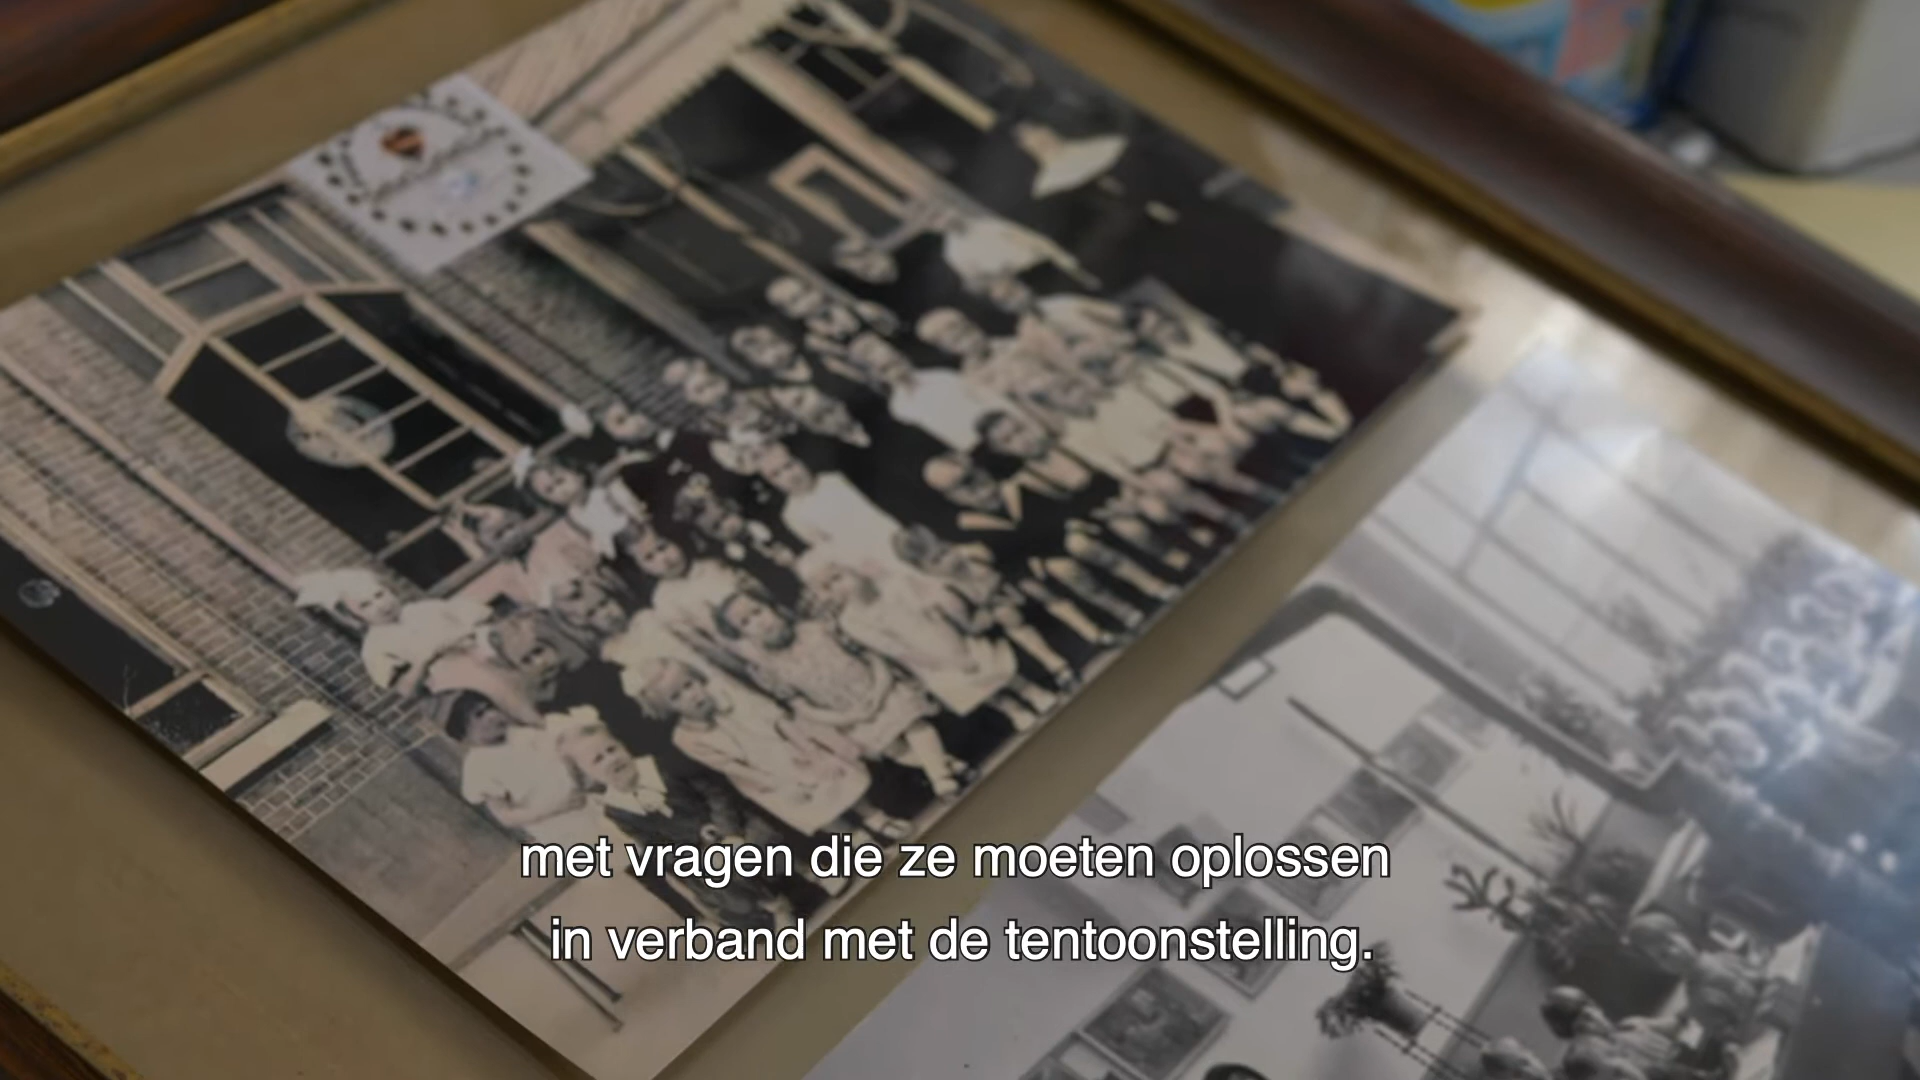 met vragen die ze moeten oplossen
in verband met de tentoonstelling.